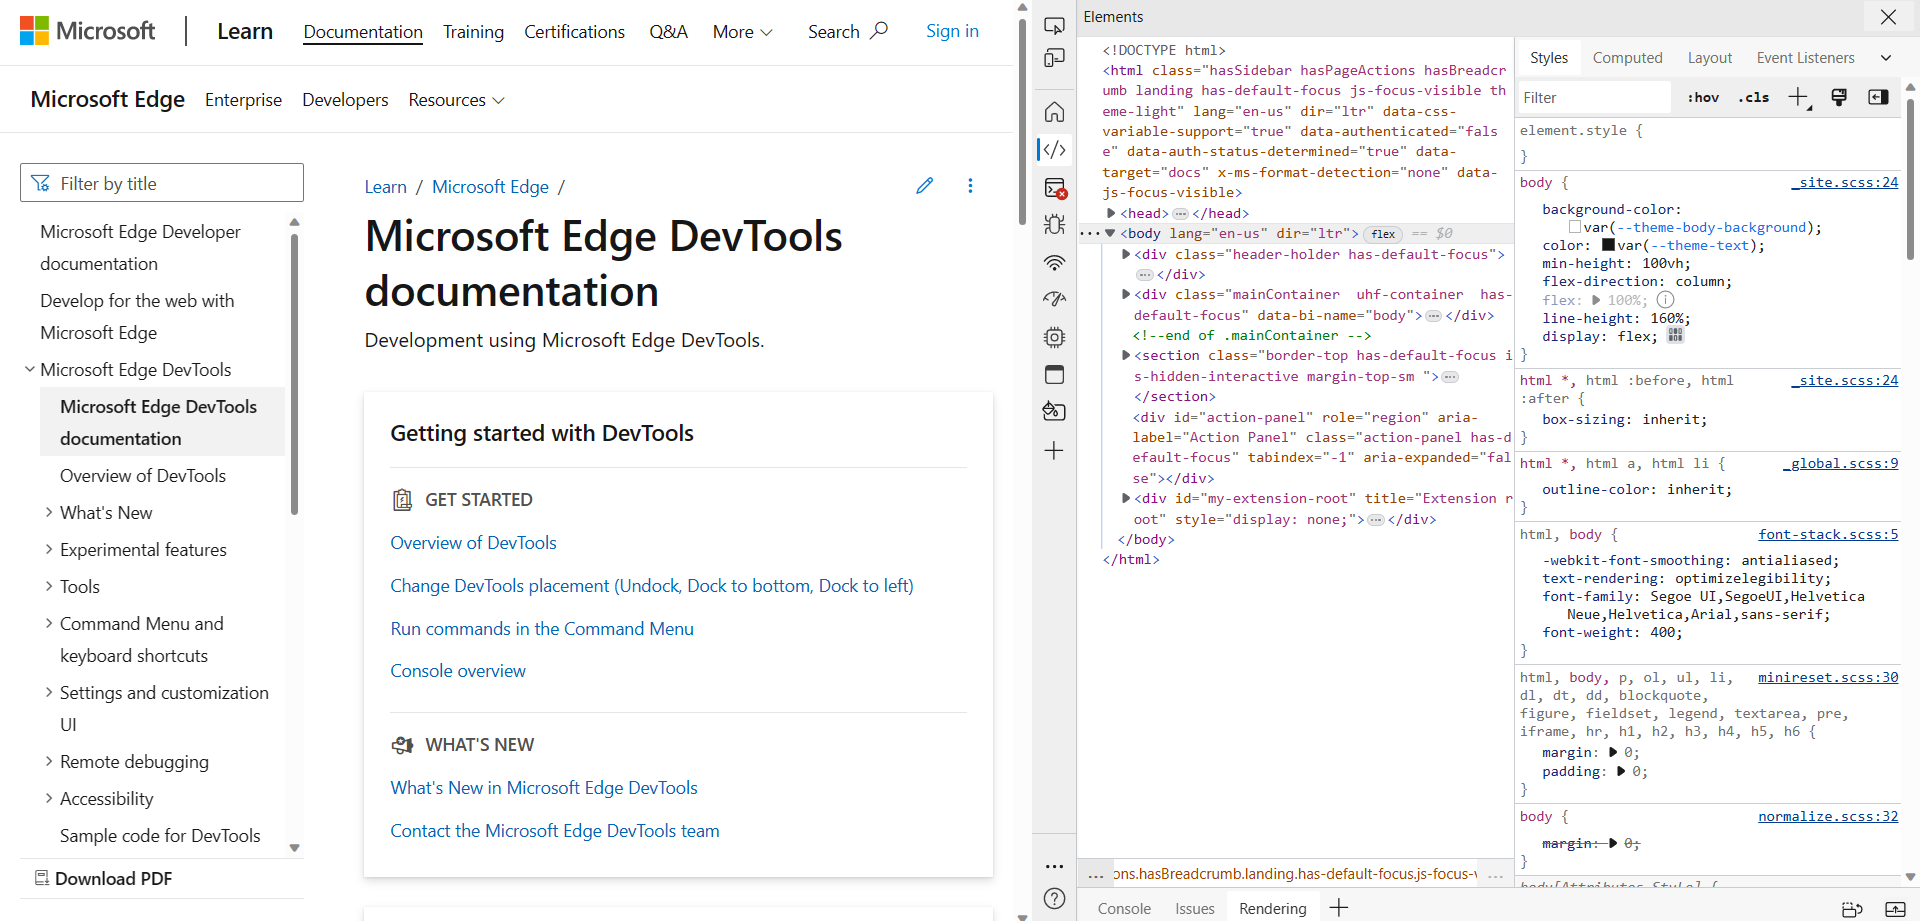 Microsoft
Learn
Documentation
Training
Certifications
Q&A
More
Search
Sign in
Microsoft Edge
Enterprise
Developers
Resources
Filter by title
Microsoft Edge Developer
documentation
Develop for the web with
Microsoft Edge
Microsoft Edge DevTools
Microsoft Edge DevTools
documentation
Overview of DevTools
What's New
Experimental features
Tools
Command Menu and
keyboard shortcuts
Settings and customization
UI
Remote debugging
Accessibility
Sample code for DevTools
Download PDF
Learn / Microsoft Edge /
Microsoft Edge DevTools
documentation
Development using Microsoft Edge DevTools.
Getting started with DevTools
GET STARTED
Overview of DevTools
Change DevTools placement (Undock, Dock to bottom, Dock to left)
Run commands in the Command Menu
Console overview
WHAT'S NEW
What's New in Microsoft Edge DevTools
Contact the Microsoft Edge DevTools team
Elements
<!DOCTYPE html>
<html class="hasSidebar hasPageActions hasBreadcr
umb landing has-default-focus js-focus-visible th
eme-light" lang="en-us" dir="ltr" data-css-
variable-support="true" data-authenticated="fals
e" data-auth-status-determined="true" data-
target="docs" x-ms-format-detection="none" data-
js-focus-visible>
<head>…</head>
…<body lang="en-us" dir="ltr"> flex == $0
<div class="header-holder has-default-focus">
…</div>
<div class="mainContainer  uhf-container  has-
default-focus" data-bi-name="body">…</div>
<!--end of .mainContainer -->
<section class="border-top has-default-focus i
s-hidden-interactive margin-top-sm ">…
</section>
<div id="action-panel" role="region" aria-
label="Action Panel" class="action-panel has-d
efault-focus" tabindex="-1" aria-expanded="fal
se"></div>
<div id="my-extension-root" title="Extension r
oot" style="display: none;">…</div>
</body>
</html>
… ons.hasBreadcrumb.landing.has-default-focus.js-focus-v …
Console
Issues
Rendering
Styles
Computed
Layout
Event Listeners
Filter
:hov
.cls
element.style {
}
body { _site.scss:24
background-color:
var(--theme-body-background);
color: var(--theme-text);
min-height: 100vh;
flex-direction: column;
flex: 100%;
line-height: 160%;
display: flex;
}
html *, html :before, html _site.scss:24
:after {
box-sizing: inherit;
}
html *, html a, html li { _global.scss:9
outline-color: inherit;
}
html, body { font-stack.scss:5
-webkit-font-smoothing: antialiased;
text-rendering: optimizelegibility;
font-family: Segoe UI,SegoeUI,Helvetica
Neue,Helvetica,Arial,sans-serif;
font-weight: 400;
}
html, body, p, ol, ul, li, minireset.scss:30
dl, dt, dd, blockquote,
figure, fieldset, legend, textarea, pre,
iframe, hr, h1, h2, h3, h4, h5, h6 {
margin: 0;
padding: 0;
}
body { normalize.scss:32
margin: 0;
}
body[Attributes Style] {